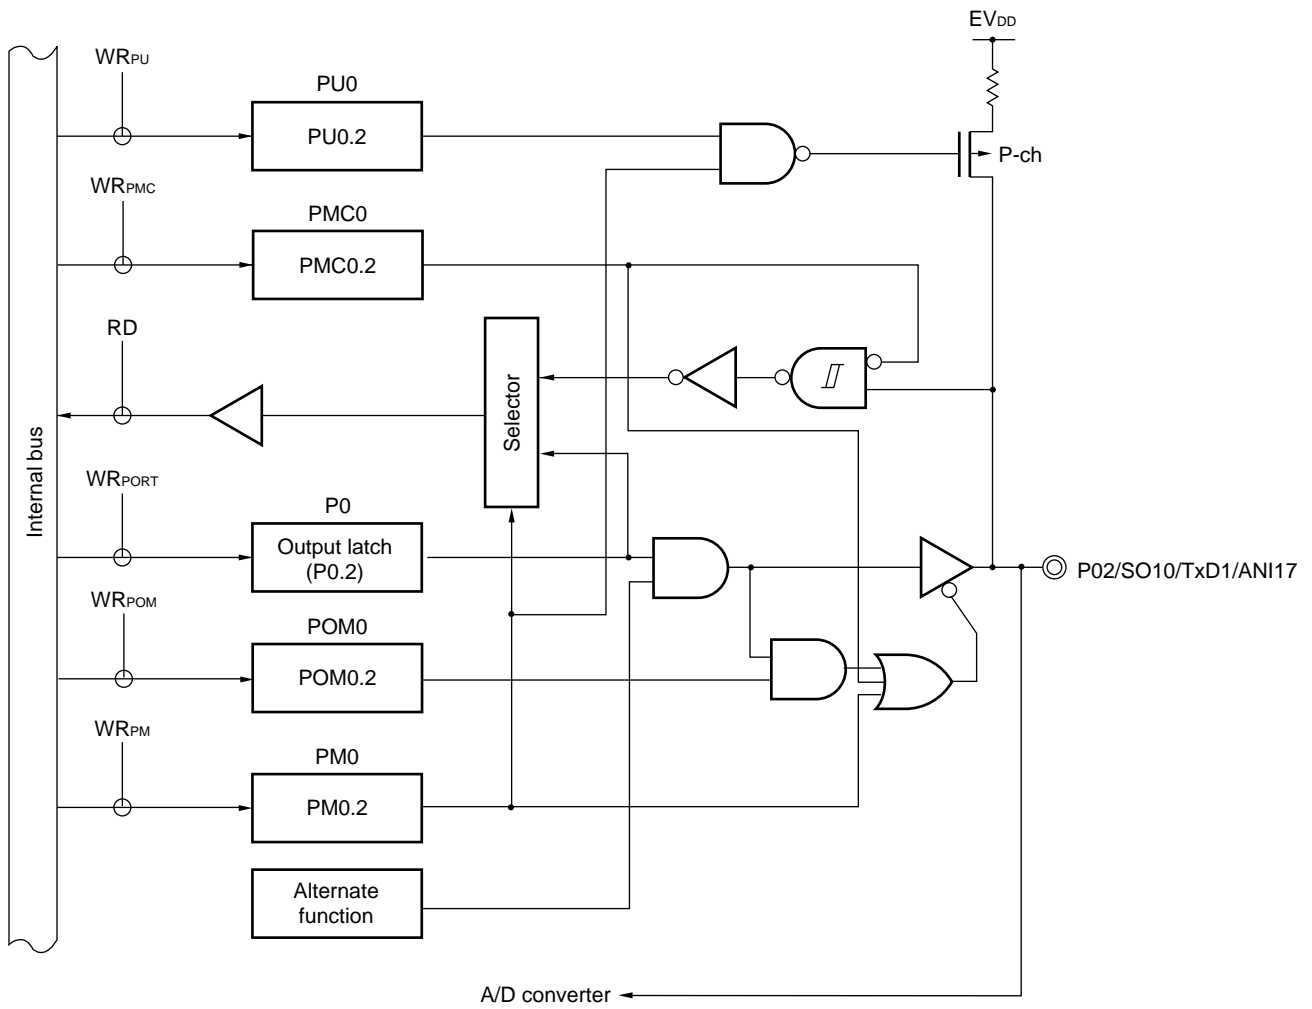 EVDD
WRPU
PU0
PU0.2
P-ch
WRPMC
PMC0
PMC0.2
RD
Selector
Internal bus
WRPORT
P0
Output latch
(P0.2)
P02/SO10/TxD1/ANI17
WRPOM
POM0
POM0.2
WRPM
PM0
PM0.2
Alternate
function
A/D converter